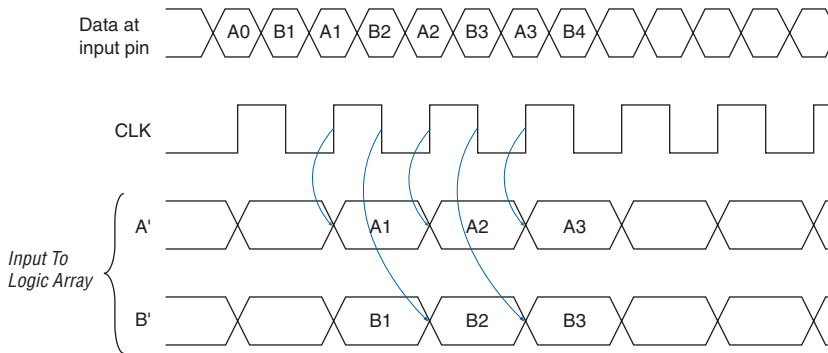 Data at
input pin
A0 B1 A1 B2 A2 B3 A3 B4
CLK
A'
A1 A2 A3
Input To
Logic Array
B'
B1 B2 B3